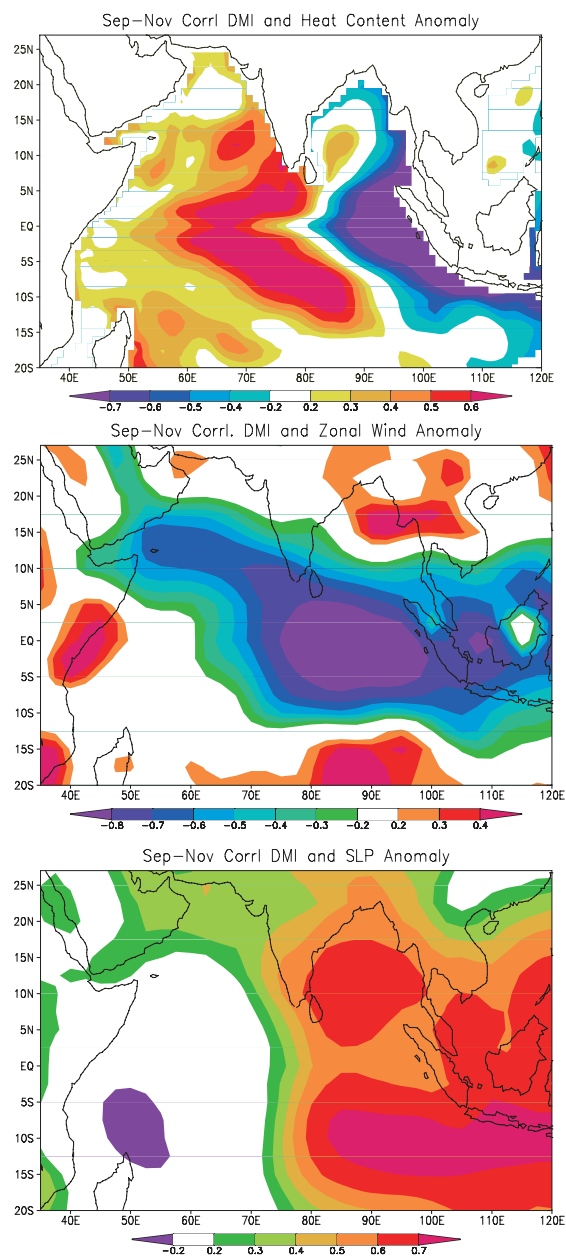 Sep-Nov Corrl DMI and Heat Content Anomaly
25N
20N
15N
10N
5N
EQ
5S
10S
15S
20S
40E 50E 60E 70E 80E 90E 100E 110E 120E
-0.7 -0.6 -0.5 -0.4 -0.2 0.2 0.3 0.4 0.5 0.6
Sep-Nov Corrl. DMI and Zonal Wind Anomaly
25N
20N
15N
10N
5N
EQ
5S
10S
15S
20S
40E 50E 60E 70E 80E 90E 100E 110E 120E
-0.8 -0.7 -0.6 -0.5 -0.4 -0.3 -0.2 0.2 0.3 0.4
Sep-Nov Corrl DMI and SLP Anomaly
25N
20N
15N
10N
5N
EQ
5S
10S
15S
20S
40E 50E 60E 70E 80E 90E 100E 110E 120E
-0.2 0.2 0.3 0.4 0.5 0.6 0.7